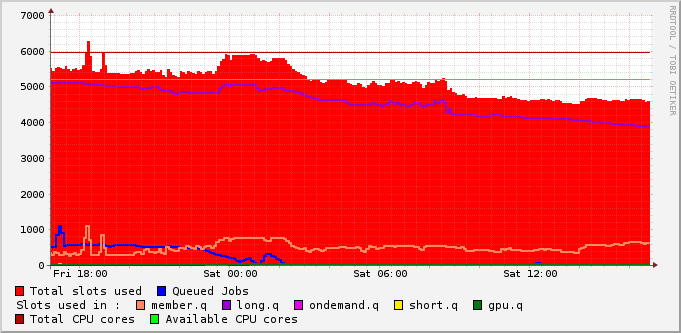 7000
6000
5000
4000
3000
2000
1000
0
Fri 18:00 Sat 00:00 Sat 06:00 Sat 12:00
Total slots used Queued Jobs
Slots used in : member.q long.q ondemand.q short.q gpu.q
Total CPU cores Available CPU cores
RRDTOOL / TOBI OETIKER